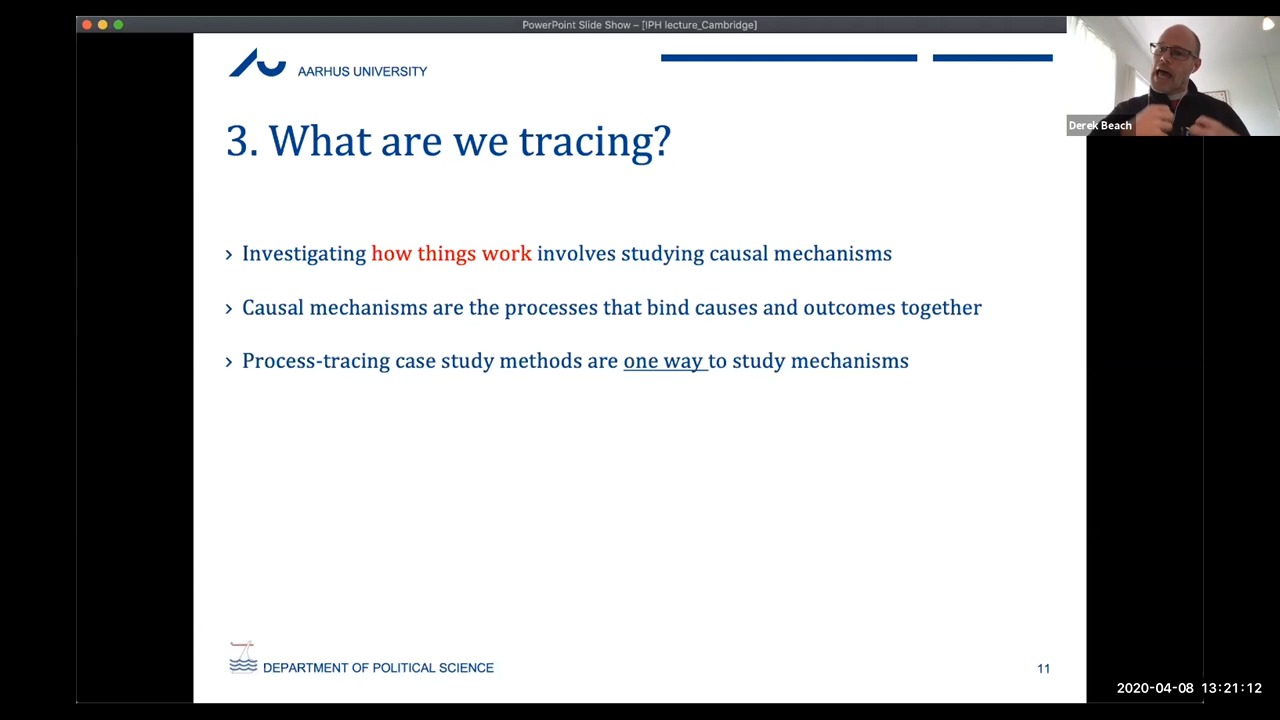 PowerPoint Slide Show – [IPH lecture_Cambridge]
AARHUS UNIVERSITY
Derek Beach
3. What are we tracing?
› Investigating how things work involves studying causal mechanisms
› Causal mechanisms are the processes that bind causes and outcomes together
› Process-tracing case study methods are one way to study mechanisms
DEPARTMENT OF POLITICAL SCIENCE
11
2020-04-08 13:21:12